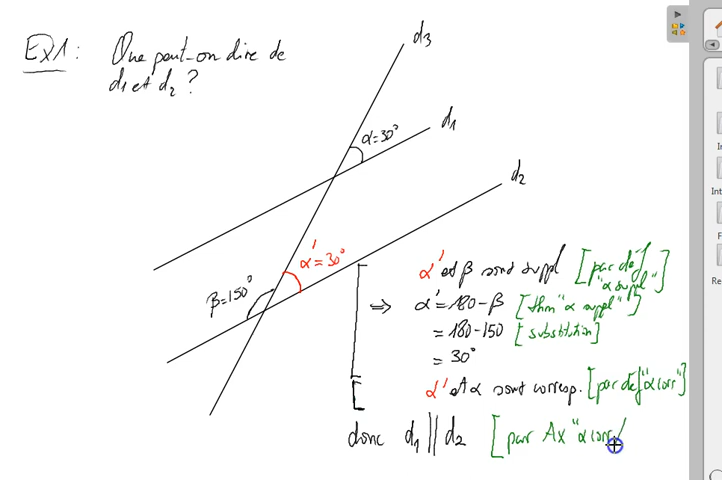 Ex1 : Que peut-on dire de
d1 et d2 ?
d3
α=30°
d1
d2
α'=30°
β=150°
α' et β sont suppl [par def "α suppl"]
⇒ α' = 180-β [thm "α suppl"]
= 180-150 [substitution]
= 30°
α' et α sont corresp. [par def "α corr"]
donc d1 || d2 [par Ax "α corr